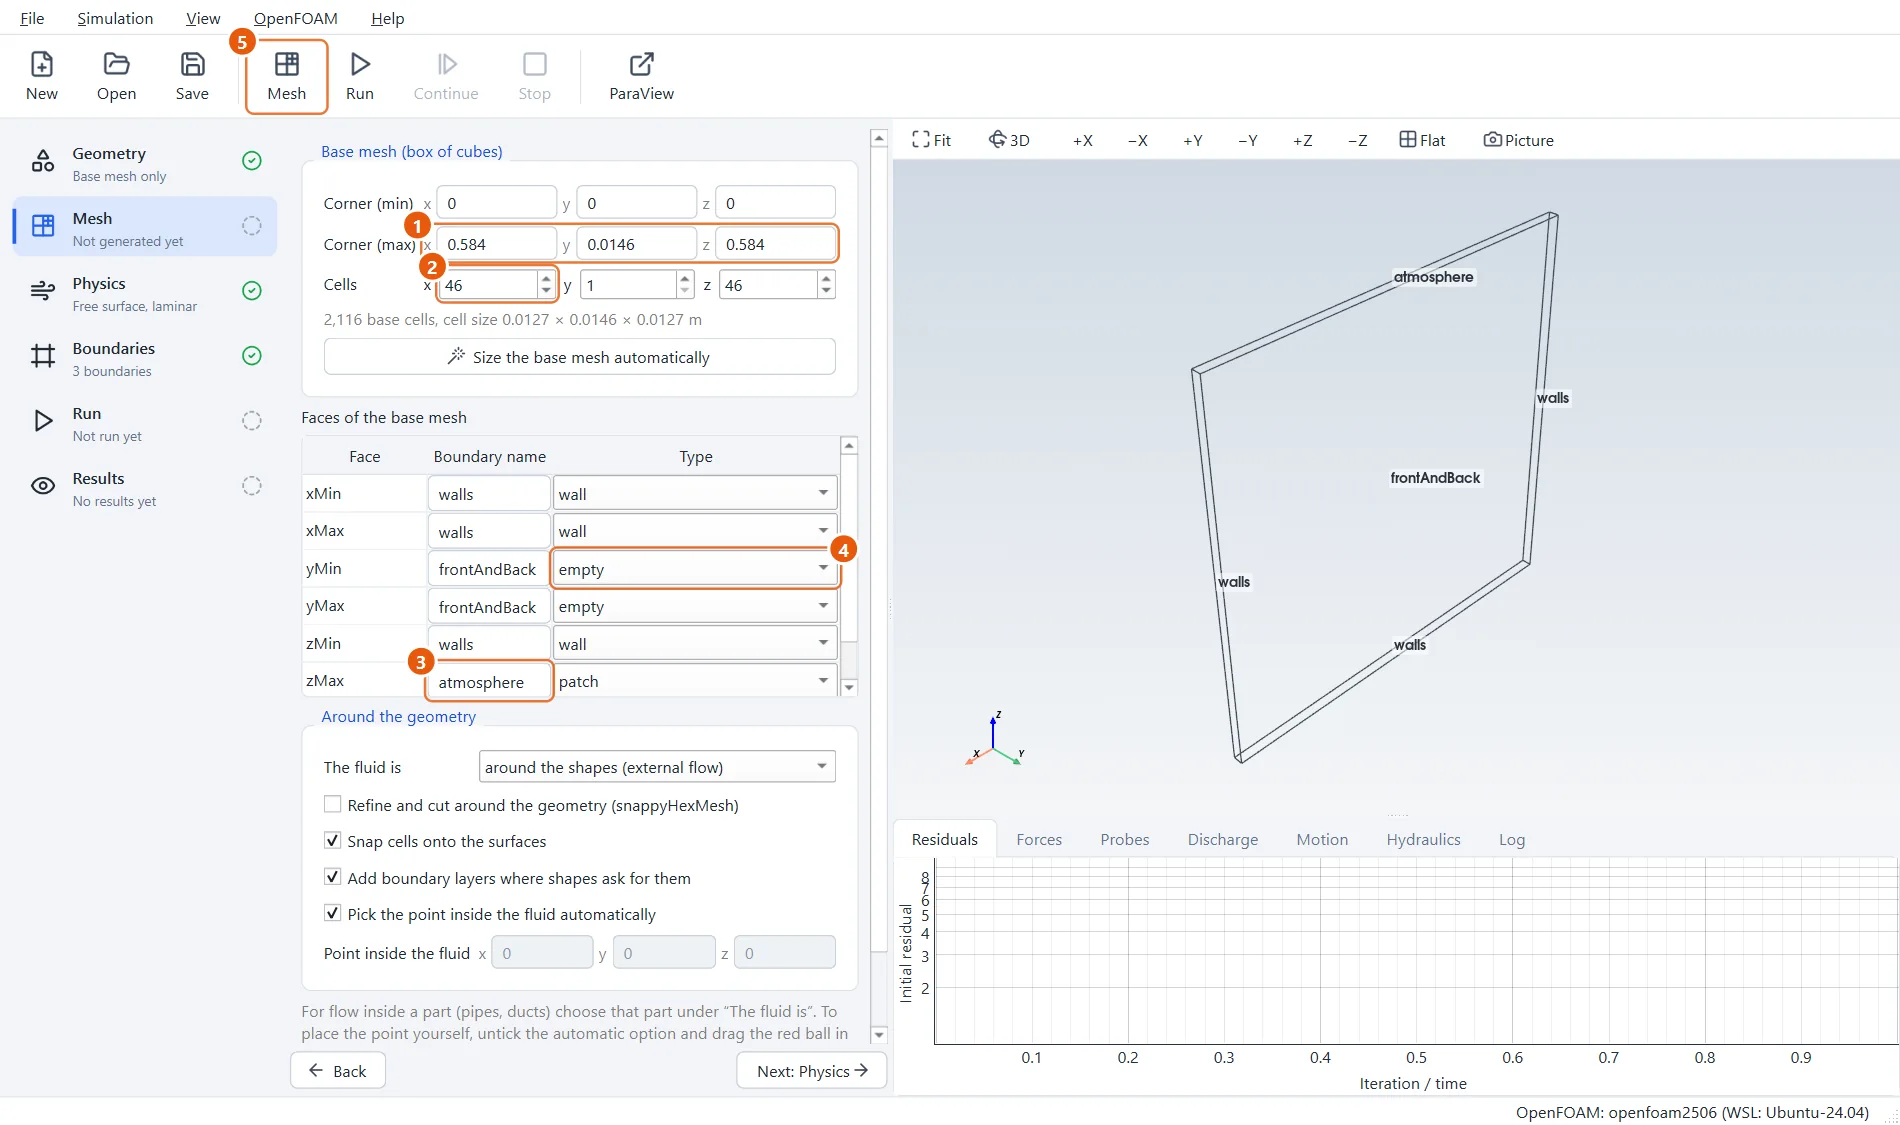 File Simulation View OpenFOAM Help
5
New Open Save Mesh Run Continue Stop ParaView
Geometry
Base mesh only
Mesh
Not generated yet
Physics
Free surface, laminar
Boundaries
3 boundaries
Run
Not run yet
Results
No results yet
Base mesh (box of cubes)
Corner (min) x 0 y 0 z 0
1
Corner (max) x 0.584 y 0.0146 z 0.584
2
Cells x 46 y 1 z 46
2,116 base cells, cell size 0.0127 × 0.0146 × 0.0127 m
Size the base mesh automatically
Faces of the base mesh
Face Boundary name Type
xMin walls wall
xMax walls wall
4
yMin frontAndBack empty
yMax frontAndBack empty
zMin walls wall
3
zMax atmosphere patch
Around the geometry
The fluid is around the shapes (external flow)
Refine and cut around the geometry (snappyHexMesh)
Snap cells onto the surfaces
Add boundary layers where shapes ask for them
Pick the point inside the fluid automatically
Point inside the fluid x 0 y 0 z 0
For flow inside a part (pipes, ducts) choose that part under “The fluid is”. To
place the point yourself, untick the automatic option and drag the red ball in
Back Next: Physics
Fit 3D +X −X +Y −Y +Z −Z Flat Picture
atmosphere
walls
frontAndBack
walls
walls
z
X Y
Residuals Forces Probes Discharge Motion Hydraulics Log
8
7
6
5
4
3
2
Initial residual
0.1 0.2 0.3 0.4 0.5 0.6 0.7 0.8 0.9
Iteration / time
OpenFOAM: openfoam2506 (WSL: Ubuntu-24.04)